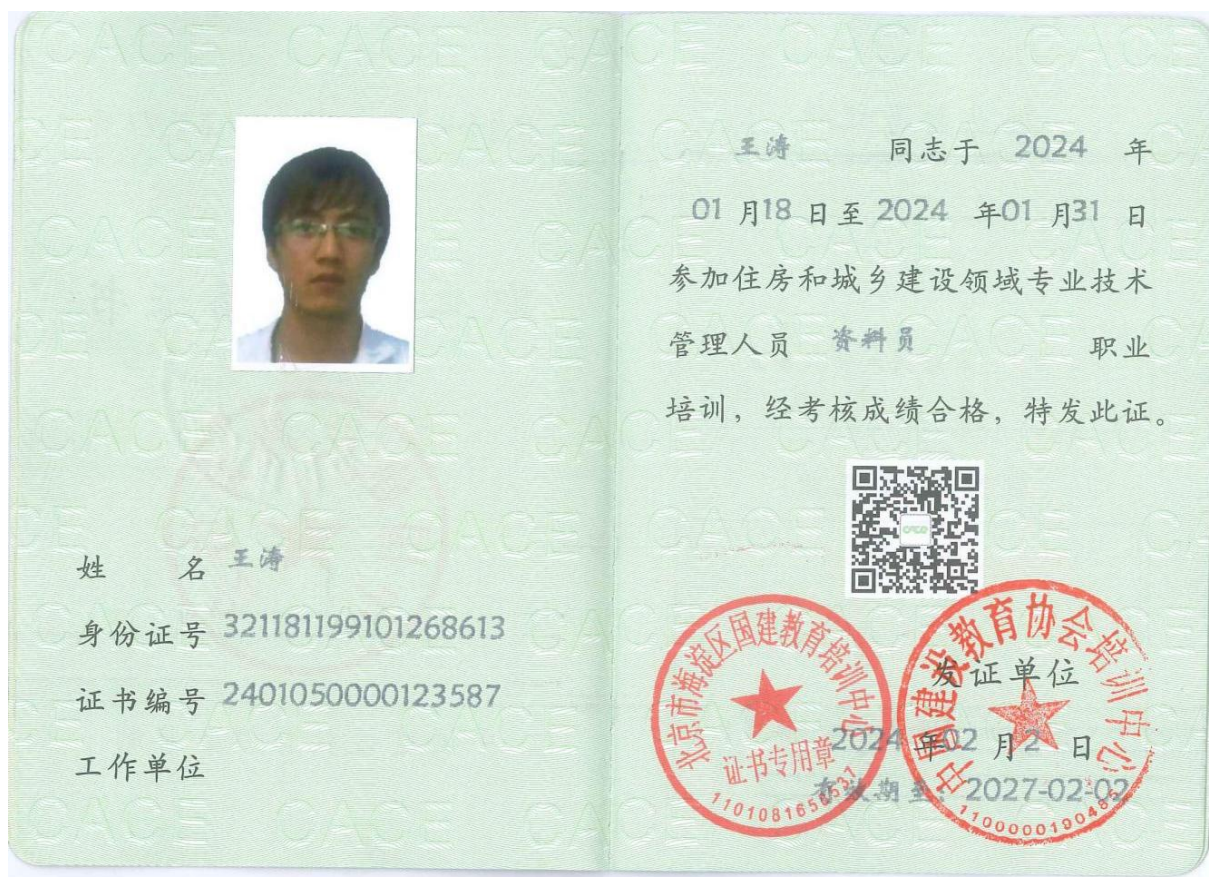 姓 名 王涛
身份证号 321181199101268613
证书编号 2401050000123587
工作单位
王涛 同志于 2024 年
01 月18 日至 2024 年01 月31 日
参加住房和城乡建设领域专业技术
管理人员 资料员 职业
培训，经考核成绩合格，特发此证。
CACE
北京市海淀区国建教育培训中心
证书专用章
中国建设教育协会培训中心
1100000190485
发证单位
2024 年02 月2 日
有效期至：2027-02-02